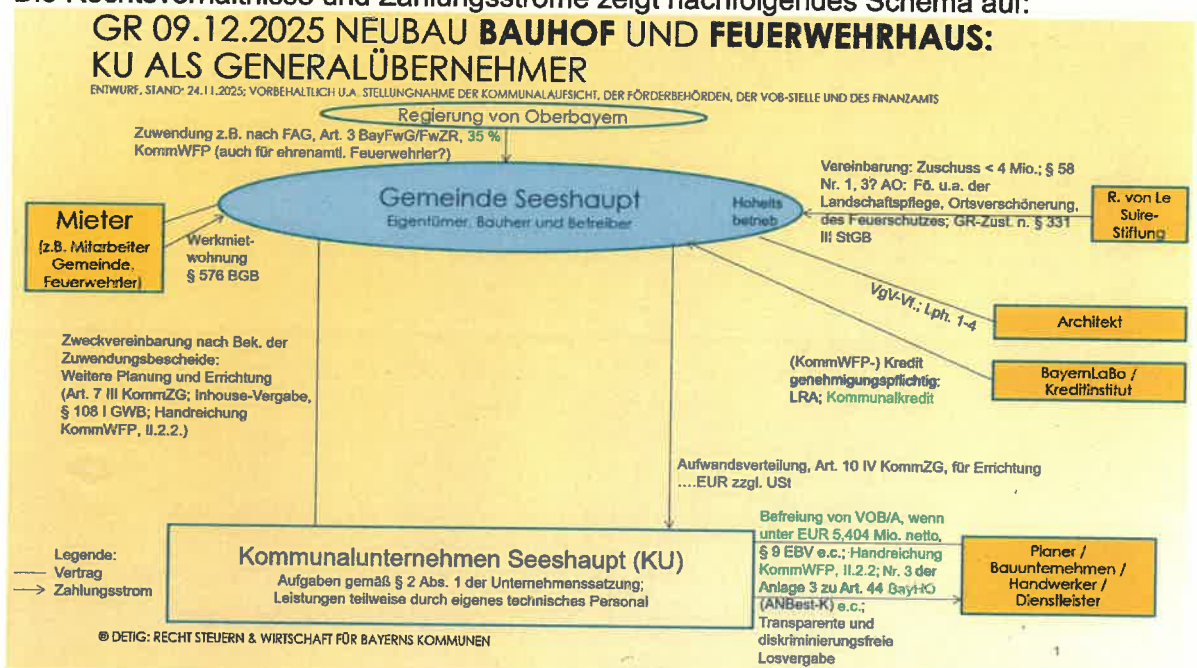 Die Rechtsverhältnisse und Zahlungsströme zeigt nachfolgendes Schema auf:
GR 09.12.2025 NEUBAU BAUHOF UND FEUERWEHRHAUS:
KU ALS GENERALÜBERNEHMER
ENTWURF, STAND: 24.11.2025; VORBEHALTLICH U.A. STELLUNGNAHME DER KOMMUNALAUFSICHT, DER FÖRDERBEHÖRDEN, DER VOB-STELLE UND DES FINANZAMTS
Regierung von Oberbayern
Zuwendung z.B. nach FAG, Art. 3 BayFwG/FwZR, 35 %
KommWFP (auch für ehrenamtl. Feuerwehrler?)
Gemeinde Seeshaupt
Eigentümer, Bauherr und Betreiber
Hoheits
betrieb
Vereinbarung: Zuschuss < 4 Mio.; § 58
Nr. 1, 3? AO: Fö. u.a. der
Landschaftspflege, Ortsverschönerung,
des Feuerschutzes; GR-Zust. n. § 331
III StGB
R. von Le
Suire-
Stiftung
Mieter
(z.B. Mitarbeiter
Gemeinde,
Feuerwehrler)
Werkmiet-
wohnung
§ 576 BGB
VgV-Vf.; Lph. 1-4
Architekt
BayernLaBo /
Kreditinstitut
(KommWFP-) Kredit
genehmigungspflichtig:
LRA; Kommunalkredit
Zweckvereinbarung nach Bek. der
Zuwendungsbescheide:
Weitere Planung und Errichtung
(Art. 7 III KommZG; Inhouse-Vergabe,
§ 108 I GWB; Handreichung
KommWFP, II.2.2.)
Aufwandsverteilung, Art. 10 IV KommZG, für Errichtung
....EUR zzgl. USt
Kommunalunternehmen Seeshaupt (KU)
Aufgaben gemäß § 2 Abs. 1 der Unternehmenssatzung;
Leistungen teilweise durch eigenes technisches Personal
Befreiung von VOB/A, wenn
unter EUR 5,404 Mio. netto,
§ 9 EBV e.c.; Handreichung
KommWFP, II.2.2; Nr. 3 der
Anlage 3 zu Art. 44 BayHO
(ANBest-K) e.c.;
Transparente und
diskriminierungsfreie
Losvergabe
Planer /
Bauunternehmen /
Handwerker /
Dienstleister
Legende:
Vertrag
Zahlungsstrom
® DETIG: RECHT STEUERN & WIRTSCHAFT FÜR BAYERNS KOMMUNEN
1